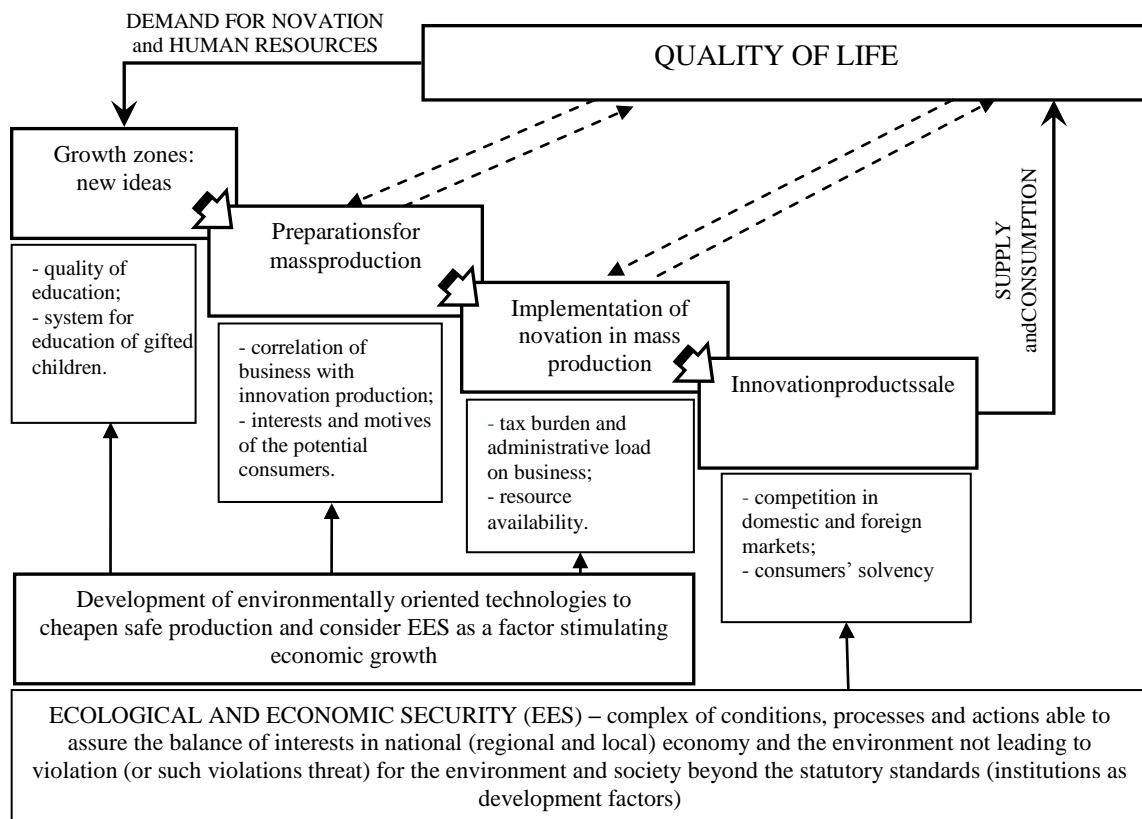 DEMAND FOR NOVATION
and HUMAN RESOURCES
QUALITY OF LIFE
Growth zones:
new ideas
Preparationsfor
massproduction
Implementation of
novation in mass
production
Innovationproductssale
SUPPLY
andCONSUMPTION
- quality of
education;
- system for
education of gifted
children.
- correlation of
business with
innovation production;
- interests and motives
of the potential
consumers.
- tax burden and
administrative load
on business;
- resource
availability.
- competition in
domestic and foreign
markets;
- consumers’ solvency
Development of environmentally oriented technologies to
cheapen safe production and consider EES as a factor stimulating
economic growth
ECOLOGICAL AND ECONOMIC SECURITY (EES) – complex of conditions, processes and actions able to
assure the balance of interests in national (regional and local) economy and the environment not leading to
violation (or such violations threat) for the environment and society beyond the statutory standards (institutions as
development factors)